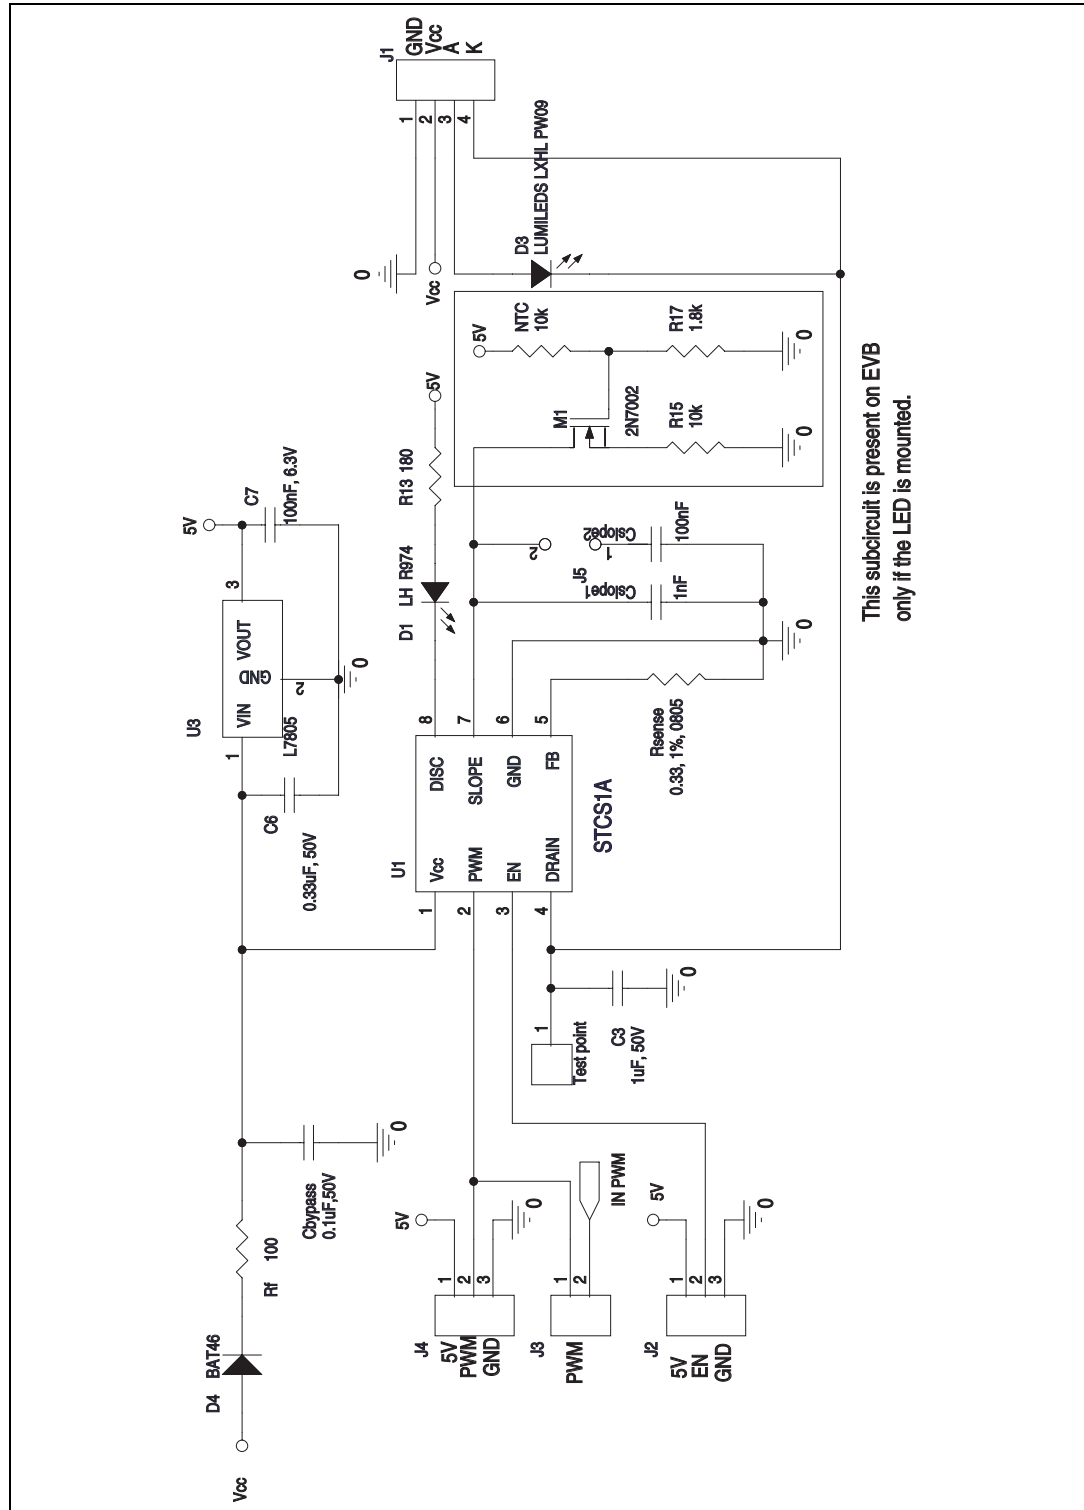 Vcc
D4
BAT46
Rf
100
Cbypass
0.1uF,50V
0
C6
0.33uF, 50V
U3
1
VIN
VOUT
3
GND
2
L7805
0
5V
C7
100nF, 6.3V
J4
5V
PWM
GND
1
2
3
5V
0
J3
PWM
1
2
IN PWM
J2
5V
EN
GND
1
2
3
5V
0
Test point
1
C3
1uF, 50V
0
U1
1
2
3
4
Vcc
PWM
EN
DRAIN
DISC
SLOPE
GND
FB
8
7
6
5
STCS1A
D1
LH R974
R13 180
5V
Rsense
0.33, 1%, 0805
Cslope1
1nF
J5
2
1
Cslope2
100nF
0
M1
2N7002
R15
10k
0
5V
NTC
10k
R17
1.8k
0
D3
LUMILEDS LXHL PW09
0
Vcc
J1
GND
Vcc
A
K
1
2
3
4
This subcircuit is present on EVB
only if the LED is mounted.